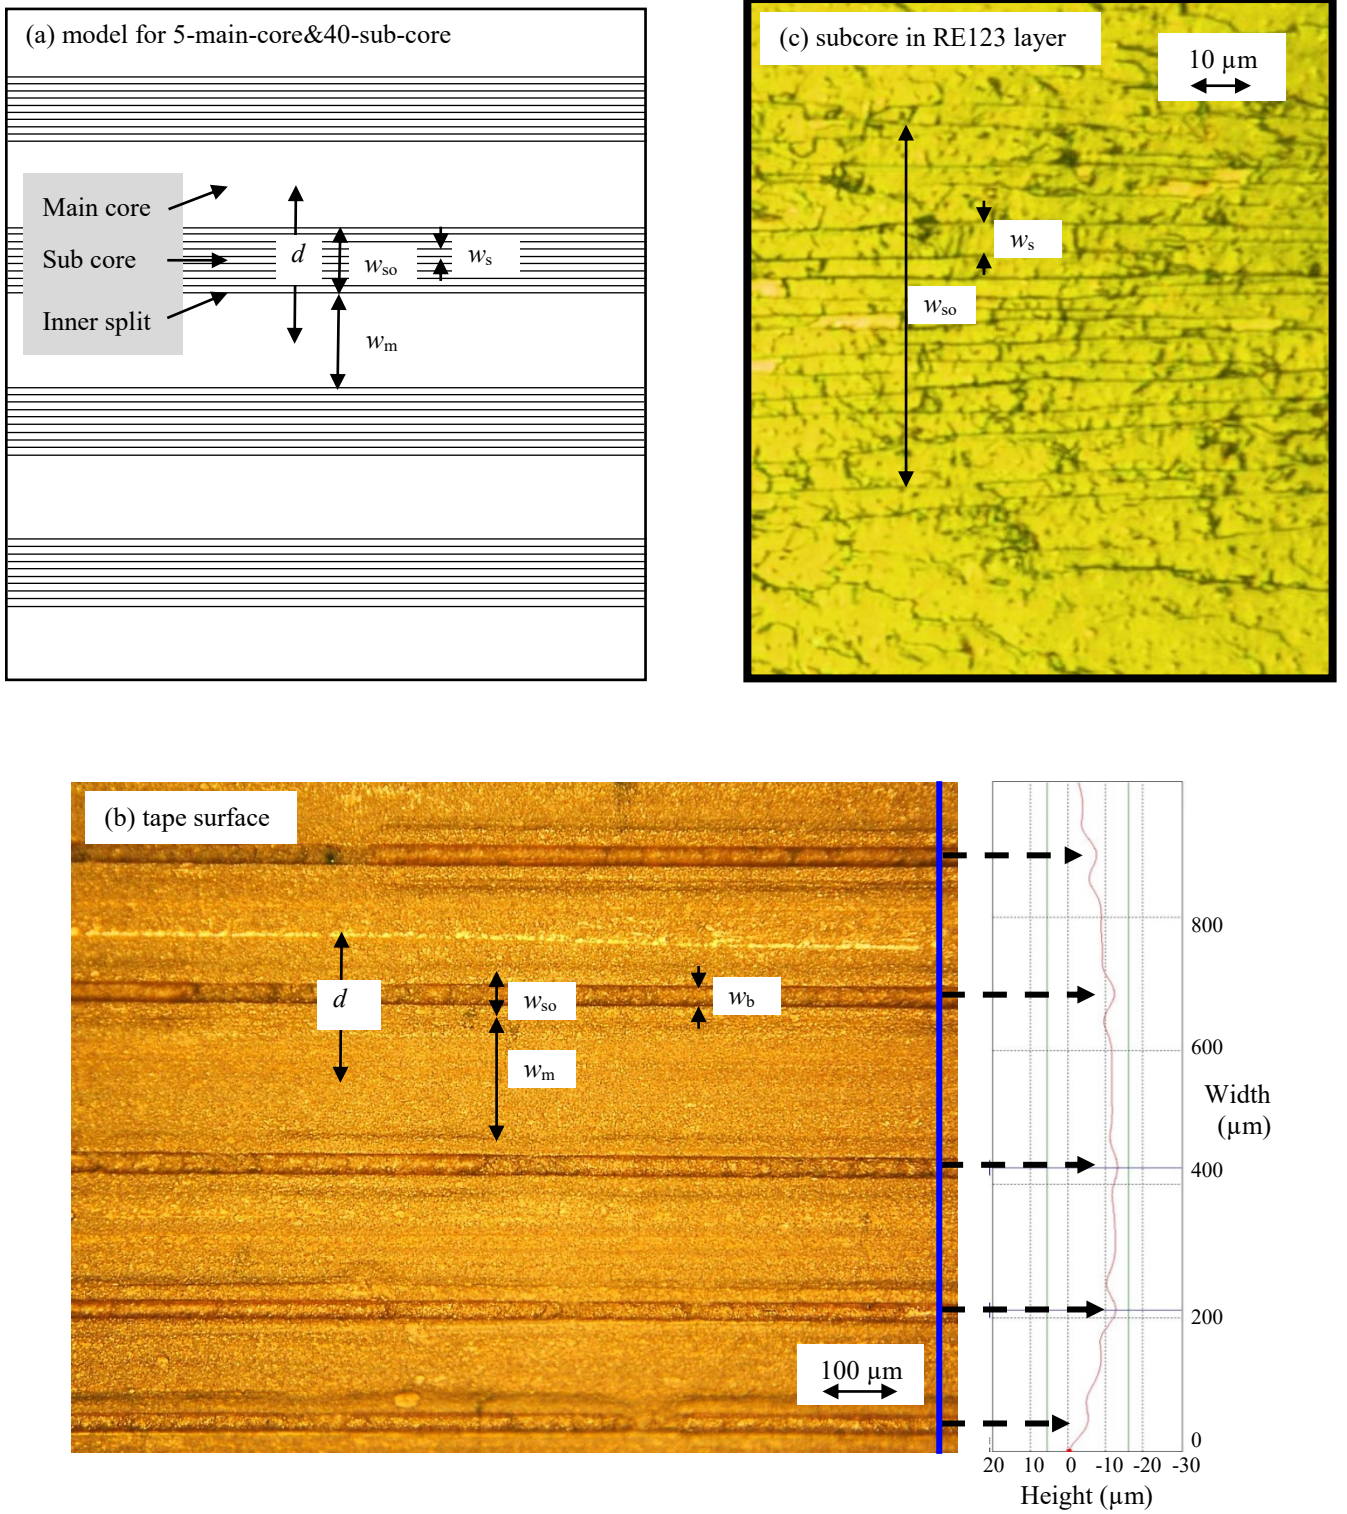 (a) model for 5-main-core&40-sub-core
Main core
Sub core
Inner split
d
wso
ws
wm
(c) subcore in RE123 layer
10 µm
ws
wso
(b) tape surface
d
wso
wb
wm
100 µm
800
600
Width
(µm)
400
200
0
20 10 0 -10 -20 -30
Height (µm)